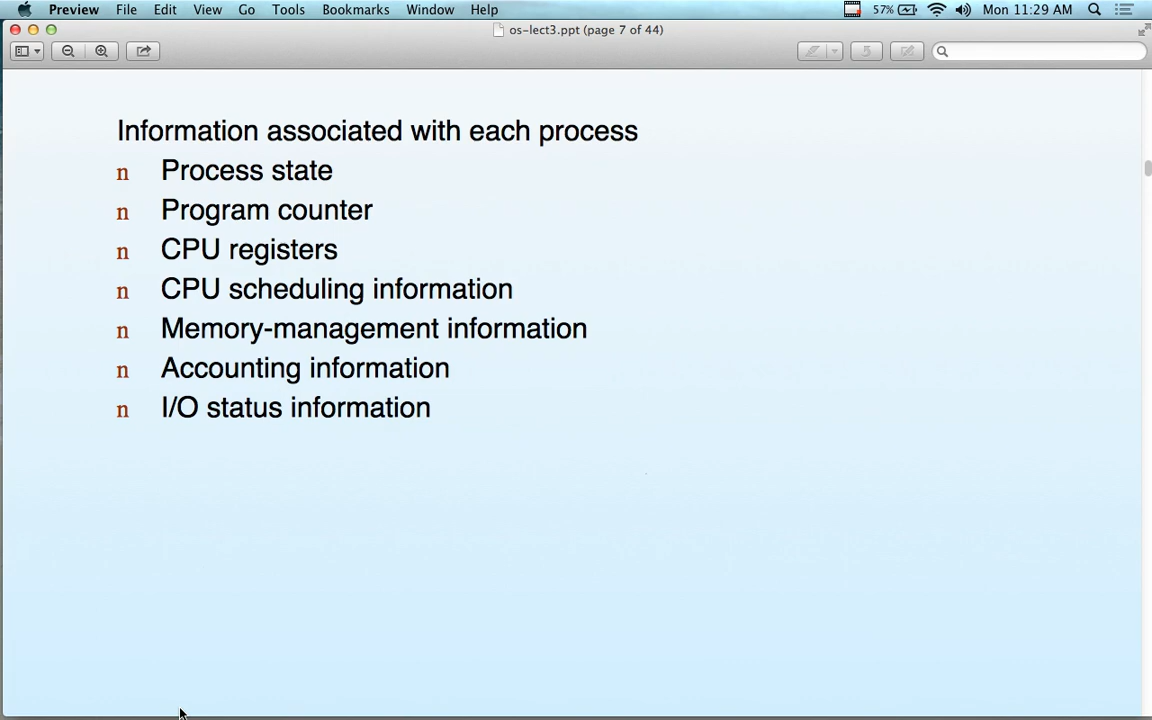 Preview File Edit View Go Tools Bookmarks Window Help 57% Mon 11:29 AM
os-lect3.ppt (page 7 of 44)
Information associated with each process
n Process state
n Program counter
n CPU registers
n CPU scheduling information
n Memory-management information
n Accounting information
n I/O status information